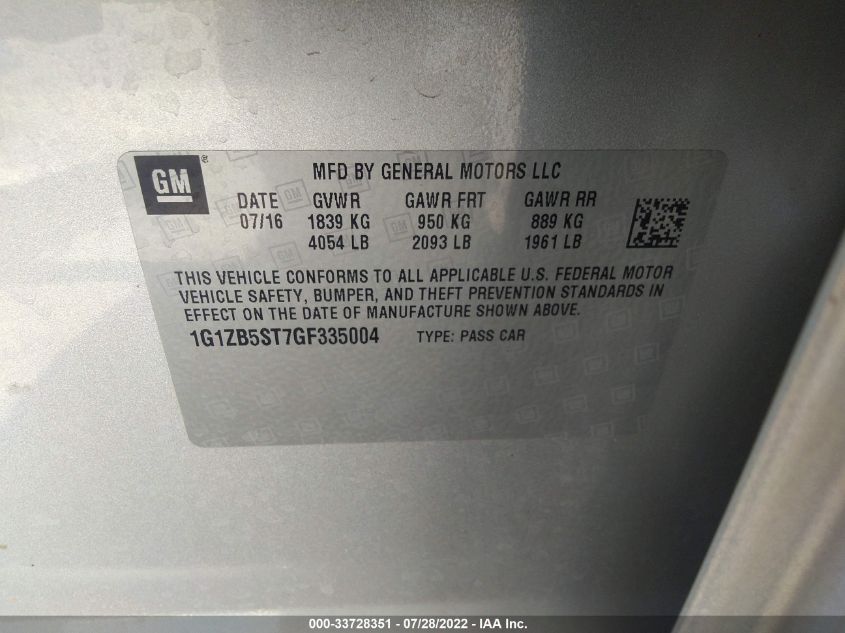 GM®
MFD BY GENERAL MOTORS LLC
DATE GVWR GAWR FRT GAWR RR
07/16 1839 KG 950 KG 889 KG
4054 LB 2093 LB 1961 LB
THIS VEHICLE CONFORMS TO ALL APPLICABLE U.S. FEDERAL MOTOR
VEHICLE SAFETY, BUMPER, AND THEFT PREVENTION STANDARDS IN
EFFECT ON THE DATE OF MANUFACTURE SHOWN ABOVE.
1G1ZB5ST7GF335004 TYPE: PASS CAR
000-33728351 - 07/28/2022 - IAA Inc.